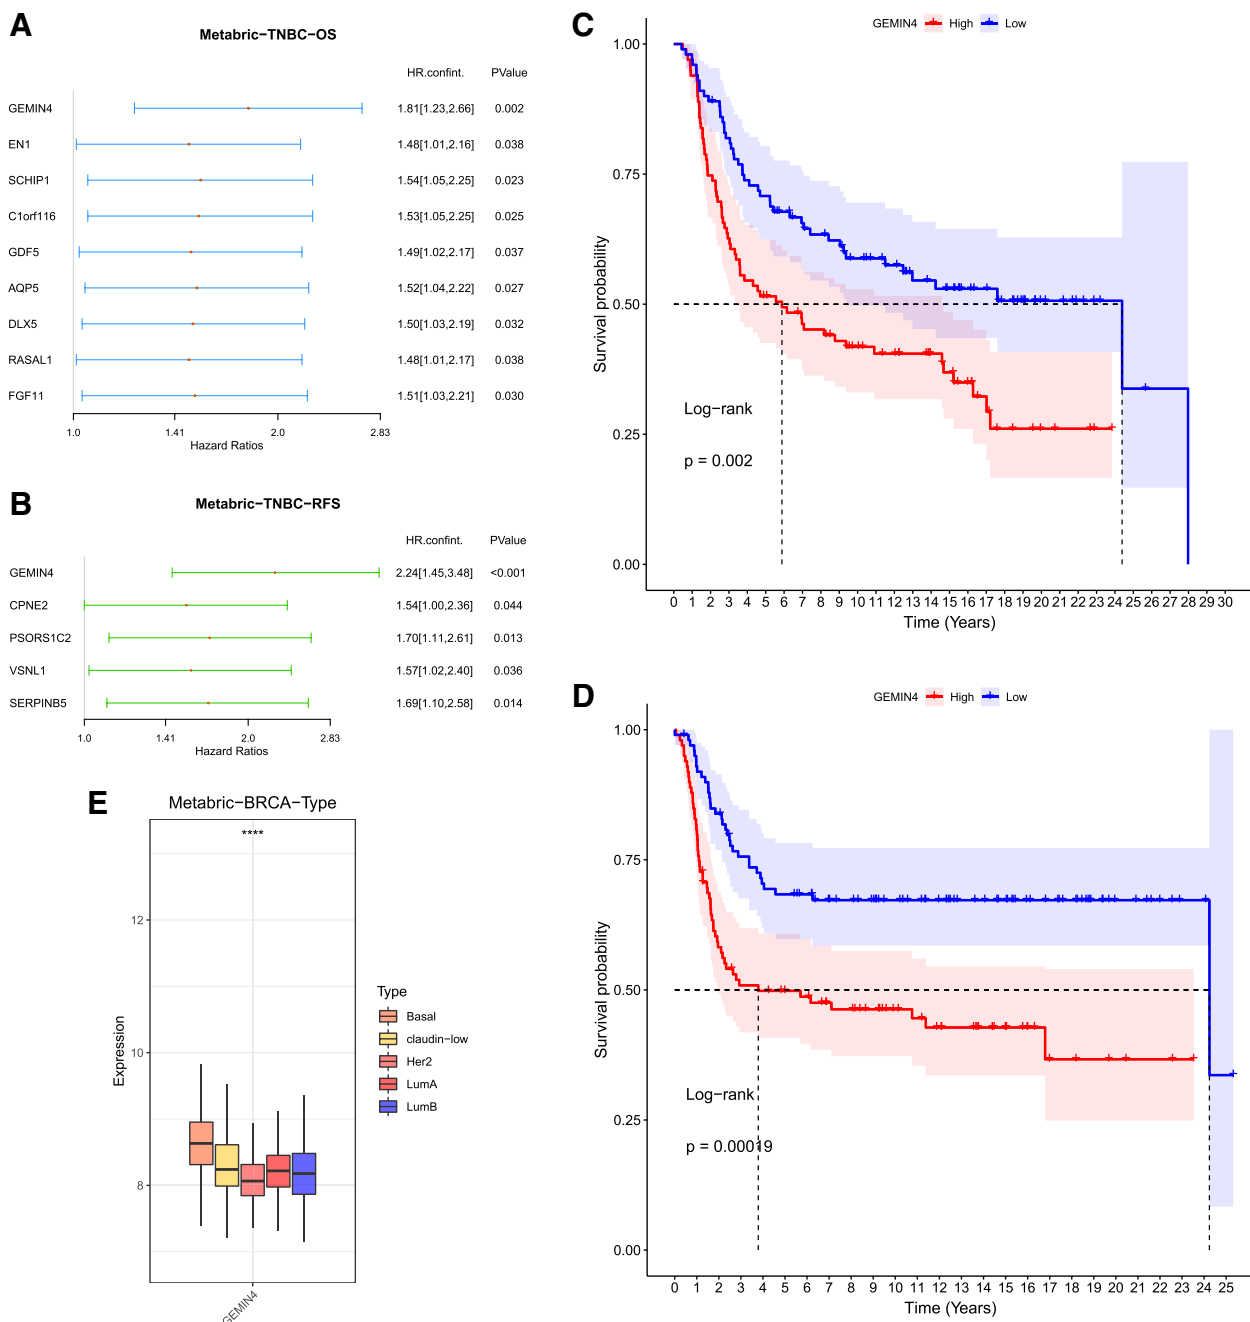 A
Metabric−TNBC−OS
HR.confint. PValue
GEMIN4 1.81[1.23,2.66] 0.002
EN1 1.48[1.01,2.16] 0.038
SCHIP1 1.54[1.05,2.25] 0.023
C1orf116 1.53[1.05,2.25] 0.025
GDF5 1.49[1.02,2.17] 0.037
AQP5 1.52[1.04,2.22] 0.027
DLX5 1.50[1.03,2.19] 0.032
RASAL1 1.48[1.01,2.17] 0.038
FGF11 1.51[1.03,2.21] 0.030
1.0 1.41 2.0 2.83
Hazard Ratios
B
Metabric−TNBC−RFS
HR.confint. PValue
GEMIN4 2.24[1.45,3.48] <0.001
CPNE2 1.54[1.00,2.36] 0.044
PSORS1C2 1.70[1.11,2.61] 0.013
VSNL1 1.57[1.02,2.40] 0.036
SERPINB5 1.69[1.10,2.58] 0.014
1.0 1.41 2.0 2.83
Hazard Ratios
C
GEMIN4 High Low
Survival probability
1.00
0.75
0.50
0.25
0.00
Log−rank
p = 0.002
0 1 2 3 4 5 6 7 8 9 10 11 12 13 14 15 16 17 18 19 20 21 22 23 24 25 26 27 28 29 30
Time (Years)
D
GEMIN4 High Low
Survival probability
1.00
0.75
0.50
0.25
0.00
Log−rank
p = 0.00019
0 1 2 3 4 5 6 7 8 9 10 11 12 13 14 15 16 17 18 19 20 21 22 23 24 25
Time (Years)
E
Metabric−BRCA−Type
****
Expression
12
10
8
GEMIN4
Type
Basal
claudin−low
Her2
LumA
LumB